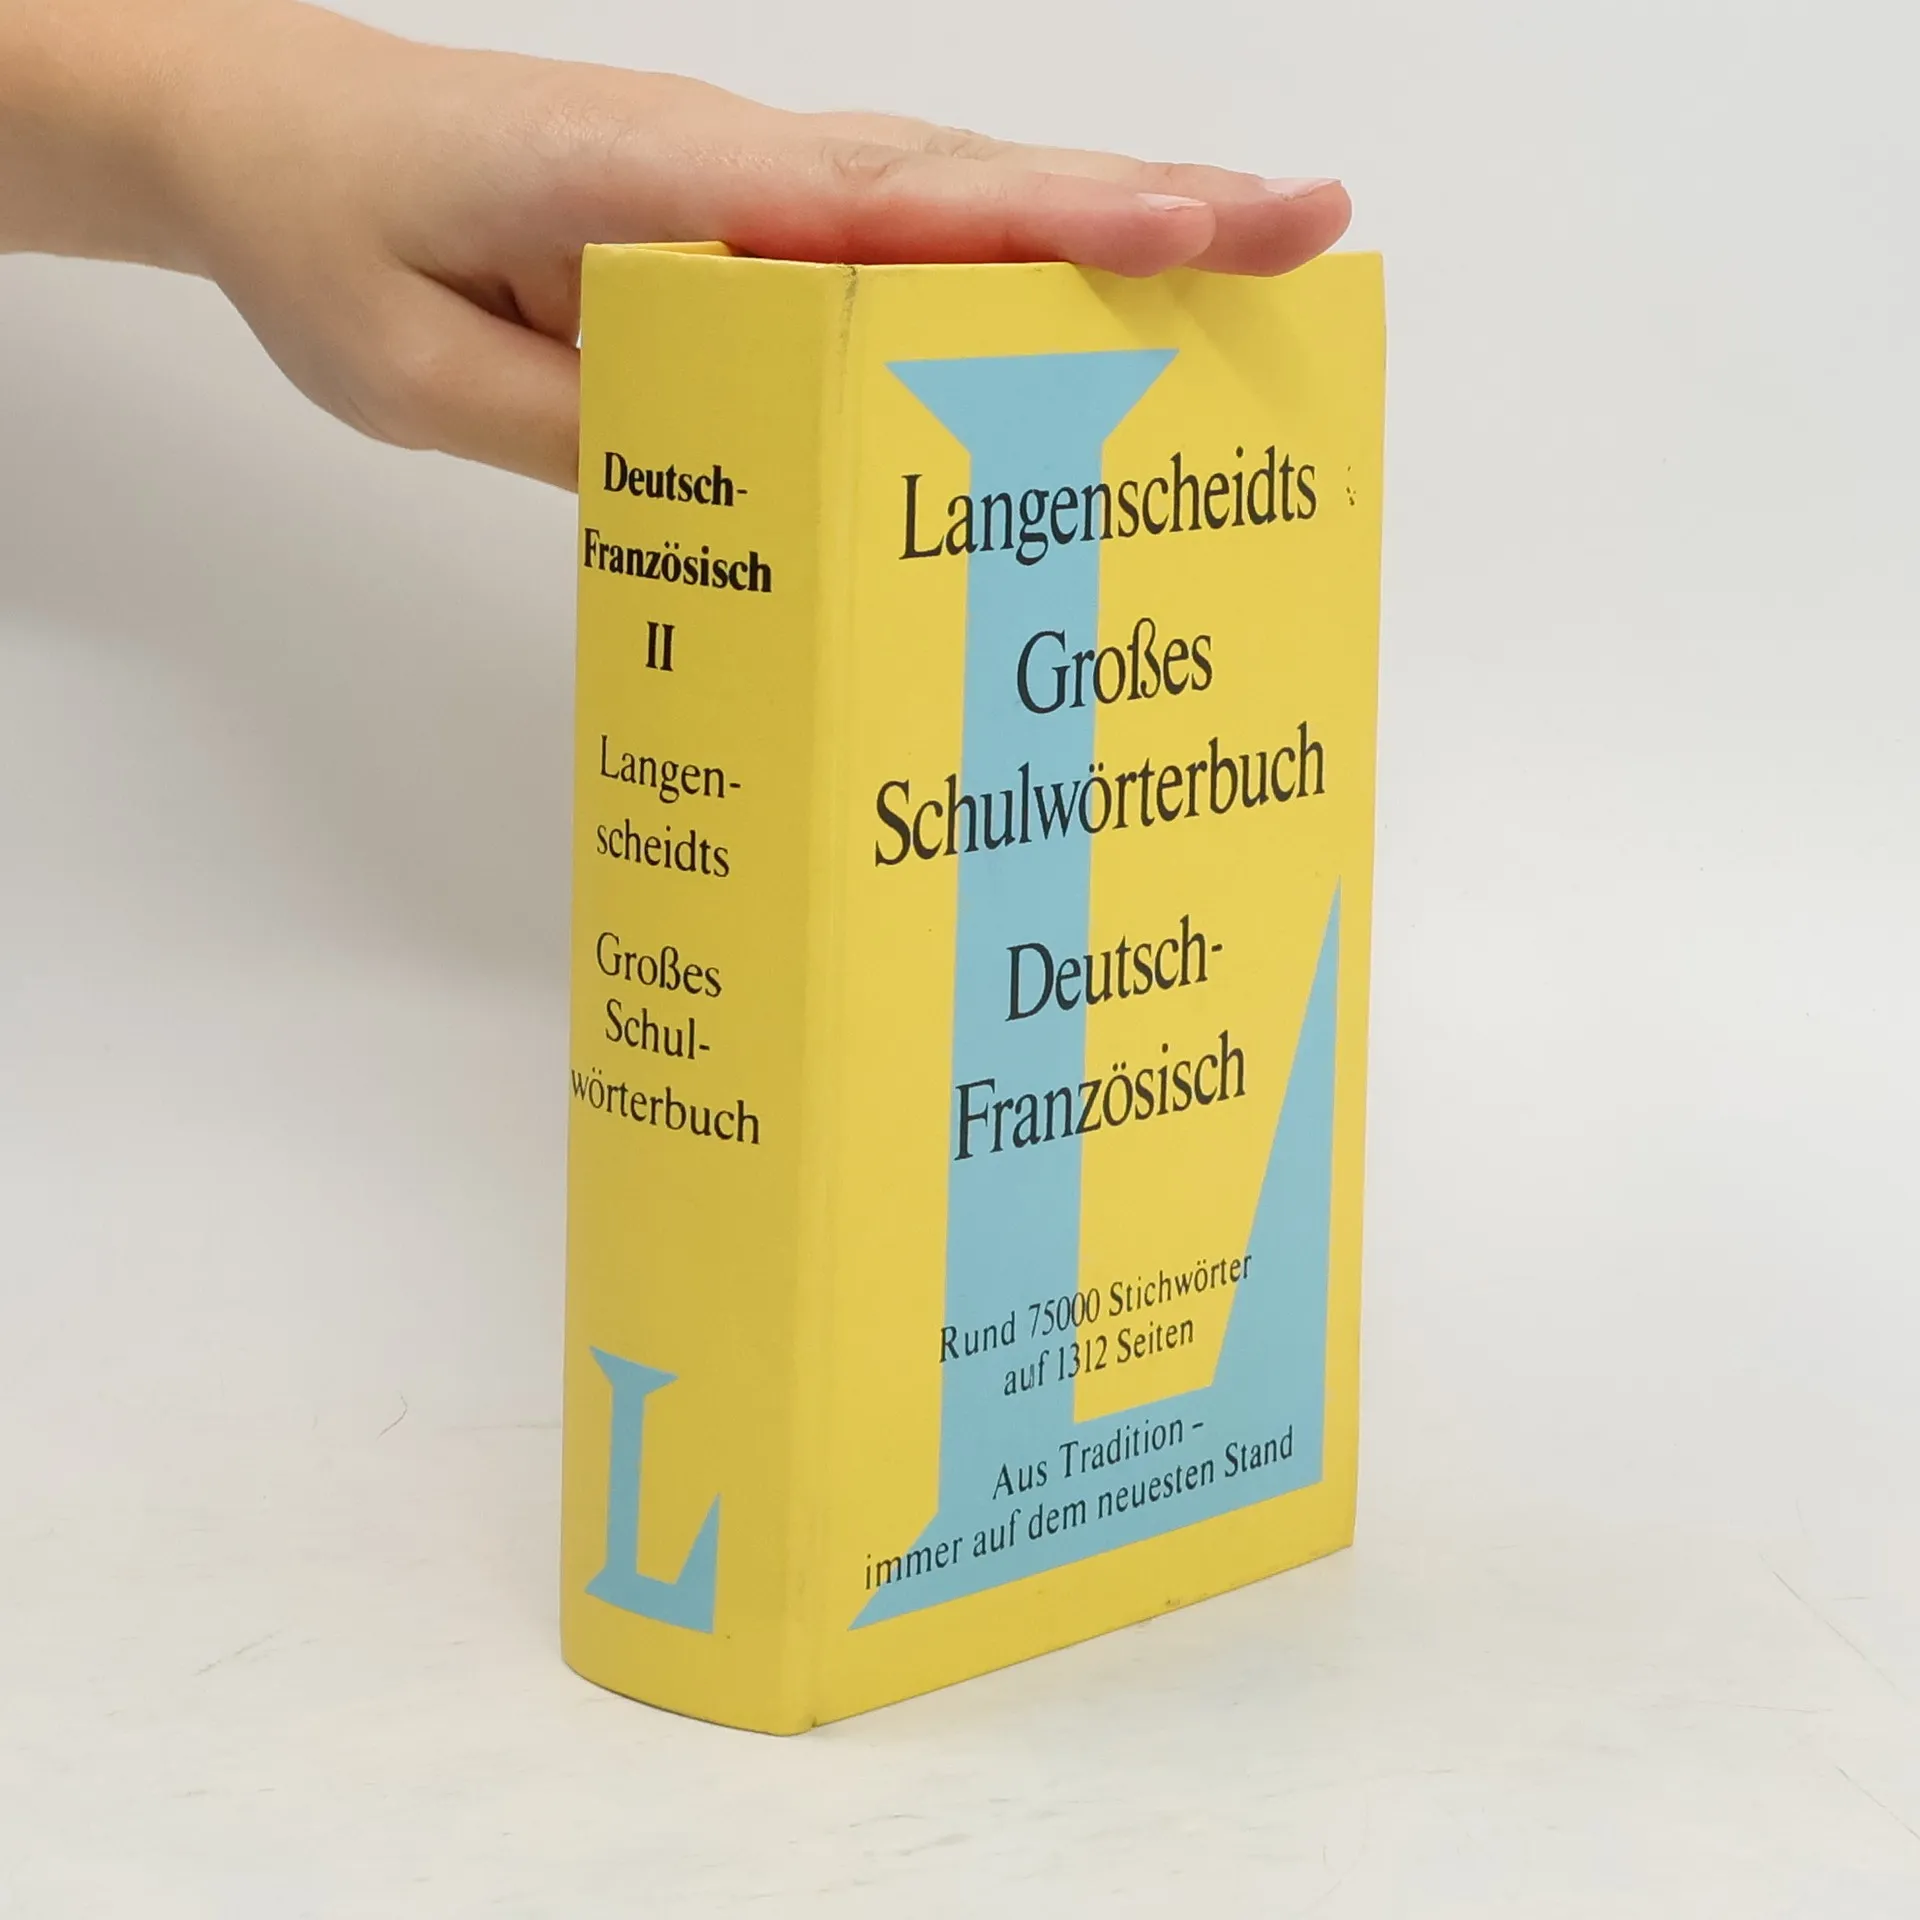 Deutsch-
Französisch
II
Langen-
scheidts
Großes
Schul-
wörterbuch
L
Langenscheidts
Großes
Schulwörterbuch
Deutsch-
Französisch
Rund 75000 Stichwörter
auf 1312 Seiten
Aus Tradition –
immer auf dem neuesten Stand
L